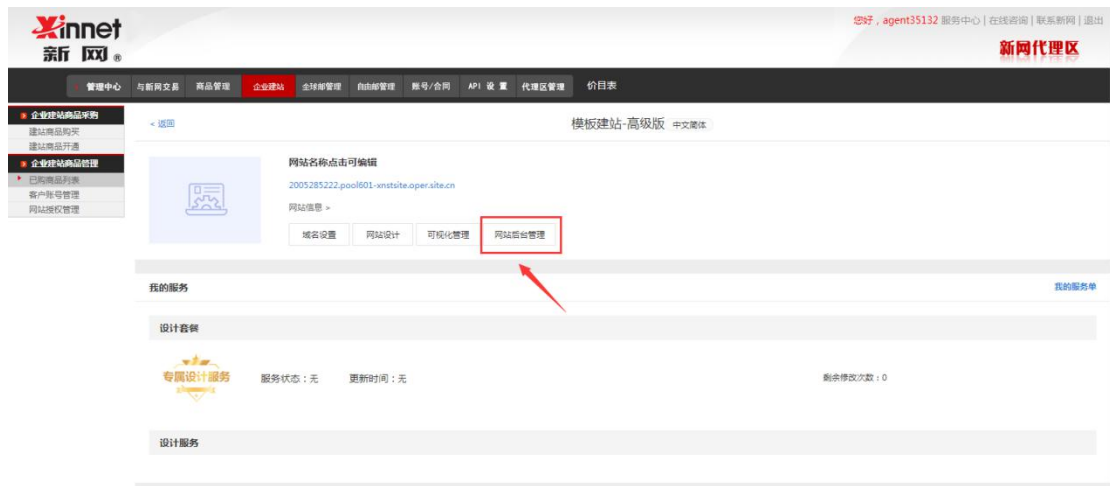 Xinnet
新网®
您好，agent35132 服务中心 | 在线咨询 | 联系新网 | 退出
新网代理区
管理中心 与新网交易 商品管理 企业建站 全球邮管理 自由邮管理 账号/合同 API 设置 代理区管理 价目表
企业建站商品采购
建站商品购买
建站商品开通
企业建站商品管理
已购商品列表
客户账号管理
网站授权管理
< 返回
模板建站-高级版 中文简体
网站名称点击可编辑
2005285222.pool601-xnstsite.oper.site.cn
网站信息 >
域名设置 网站设计 可视化管理 网站后台管理
我的服务 我的服务单
设计套餐
专属设计服务 服务状态：无 更新时间：无 剩余修改次数：0
设计服务